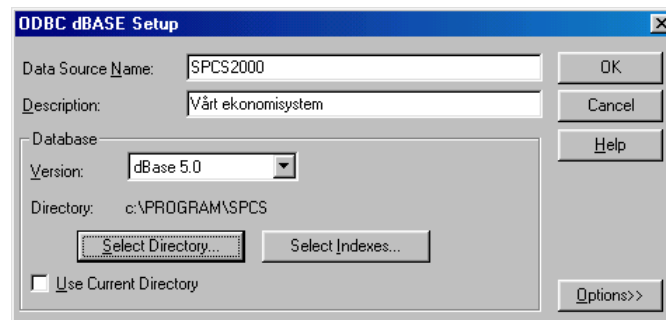 ODBC dBASE Setup
Data Source Name: SPCS2000
OK
Description: Vårt ekonomisystem
Cancel
Database
Help
Version: dBase 5.0
Directory: c:\PROGRAM\SPCS
Select Directory... Select Indexes...
Use Current Directory
Options>>